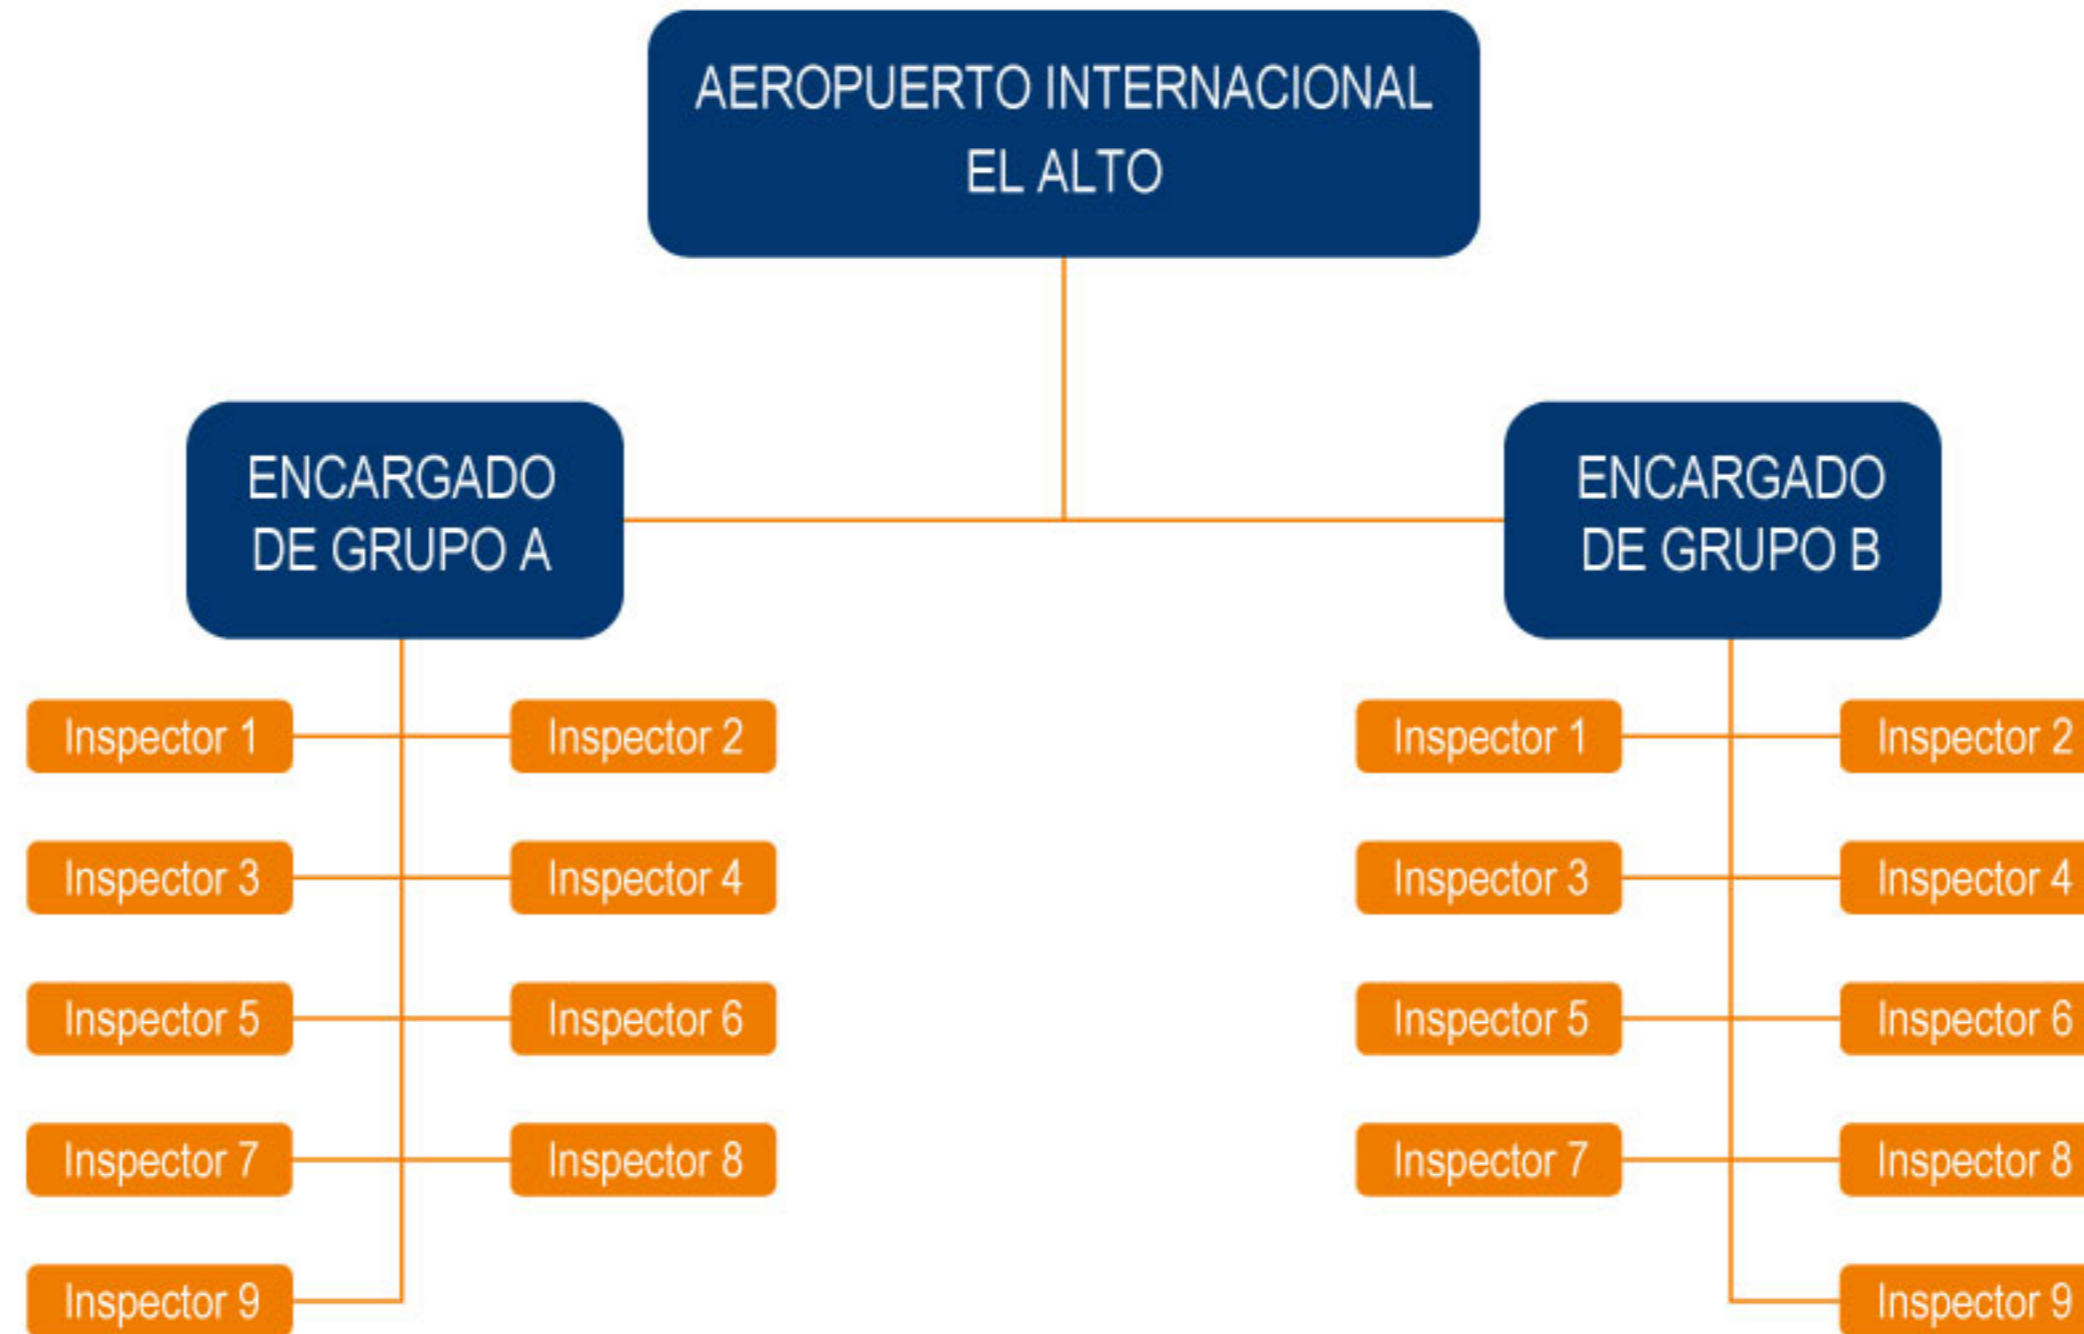 AEROPUERTO INTERNACIONAL
EL ALTO
ENCARGADO
DE GRUPO A
ENCARGADO
DE GRUPO B
Inspector 1
Inspector 2
Inspector 3
Inspector 4
Inspector 5
Inspector 6
Inspector 7
Inspector 8
Inspector 9
Inspector 1
Inspector 2
Inspector 3
Inspector 4
Inspector 5
Inspector 6
Inspector 7
Inspector 8
Inspector 9